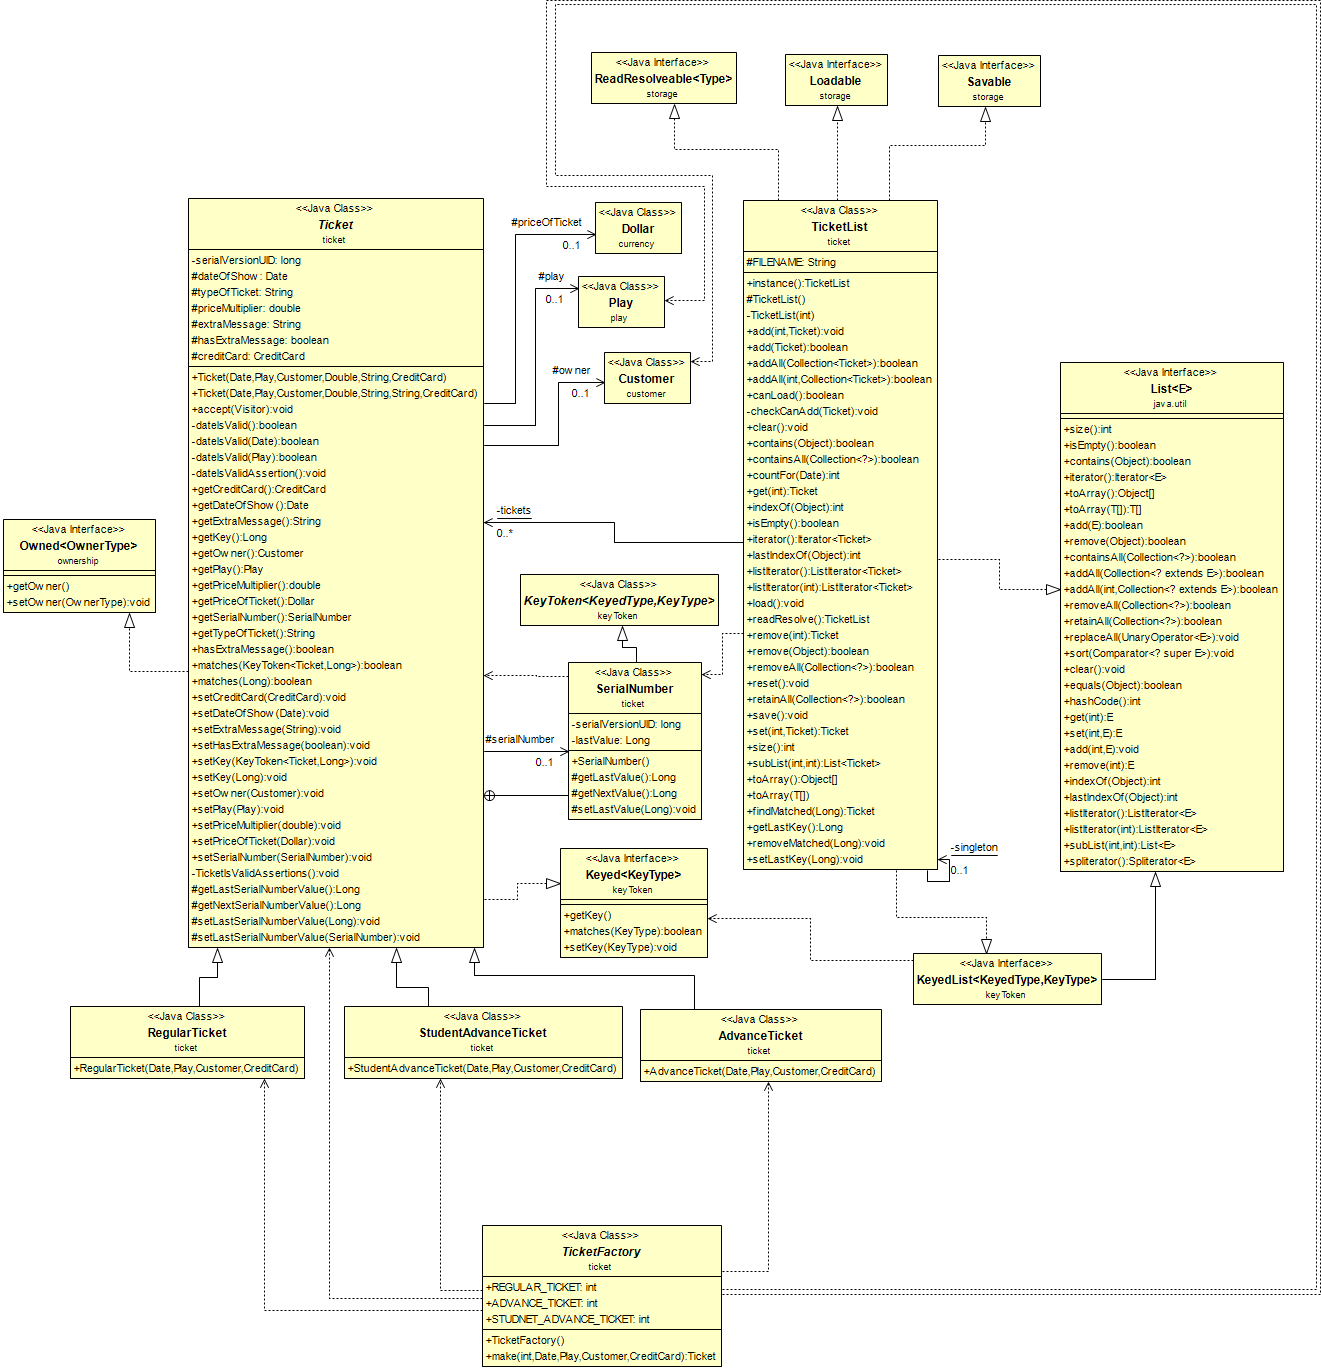 <<Java Interface>>
ReadResolveable<Type>
storage
<<Java Interface>>
Loadable
storage
<<Java Interface>>
Savable
storage
<<Java Class>>
Ticket
ticket
-serialVersionUID: long
#dateOfShow: Date
#typeOfTicket: String
#priceMultiplier: double
#extraMessage: String
#hasExtraMessage: boolean
#creditCard: CreditCard
+Ticket(Date,Play,Customer,Double,String,CreditCard)
+Ticket(Date,Play,Customer,Double,String,String,CreditCard)
+accept(Visitor):void
-dateIsValid():boolean
-dateIsValid(Date):boolean
-dateIsValid(Play):boolean
-dateIsValidAssertion():void
+getCreditCard():CreditCard
+getDateOfShow():Date
+getExtraMessage():String
+getKey():Long
+getOwner():Customer
+getPlay():Play
+getPriceMultiplier():double
+getPriceOfTicket():Dollar
+getSerialNumber():SerialNumber
+getTypeOfTicket():String
+hasExtraMessage():boolean
+matches(KeyToken<Ticket,Long>):boolean
+matches(Long):boolean
+setCreditCard(CreditCard):void
+setDateOfShow(Date):void
+setExtraMessage(String):void
+setHasExtraMessage(boolean):void
+setKey(KeyToken<Ticket,Long>):void
+setKey(Long):void
+setOwner(Customer):void
+setPlay(Play):void
+setPriceMultiplier(double):void
+setPriceOfTicket(Dollar):void
+setSerialNumber(SerialNumber):void
-TicketIsValidAssertions():void
#getLastSerialNumberValue():Long
#getNextSerialNumberValue():Long
#setLastSerialNumberValue(Long):void
#setLastSerialNumberValue(SerialNumber):void
#priceOfTicket
0..1
<<Java Class>>
Dollar
currency
#play
0..1
<<Java Class>>
Play
play
#owner
0..1
<<Java Class>>
Customer
customer
<<Java Class>>
TicketList
ticket
#FILENAME: String
+instance():TicketList
#TicketList()
-TicketList(int)
+add(int,Ticket):void
+add(Ticket):boolean
+addAll(Collection<Ticket>):boolean
+addAll(int,Collection<Ticket>):boolean
+canLoad():boolean
-checkCanAdd(Ticket):void
+clear():void
+contains(Object):boolean
+containsAll(Collection<?>):boolean
+countFor(Date):int
+get(int):Ticket
+indexOf(Object):int
+isEmpty():boolean
+iterator():Iterator<Ticket>
+lastIndexOf(Object):int
+listIterator():ListIterator<Ticket>
+listIterator(int):ListIterator<Ticket>
+load():void
+readResolve():TicketList
+remove(int):Ticket
+remove(Object):boolean
+removeAll(Collection<?>):boolean
+reset():void
+retainAll(Collection<?>):boolean
+save():void
+set(int,Ticket):Ticket
+size():int
+subList(int,int):List<Ticket>
+toArray():Object[]
+toArray(T[])
+findMatched(Long):Ticket
+getLastKey():Long
+removeMatched(Long):void
+setLastKey(Long):void
<<Java Interface>>
List<E>
java.util
+size():int
+isEmpty():boolean
+contains(Object):boolean
+iterator():Iterator<E>
+toArray():Object[]
+toArray(T[]):T[]
+add(E):boolean
+remove(Object):boolean
+containsAll(Collection<?>):boolean
+addAll(Collection<? extends E>):boolean
+addAll(int,Collection<? extends E>):boolean
+removeAll(Collection<?>):boolean
+retainAll(Collection<?>):boolean
+replaceAll(UnaryOperator<E>):void
+sort(Comparator<? super E>):void
+clear():void
+equals(Object):boolean
+hashCode():int
+get(int):E
+set(int,E):E
+add(int,E):void
+remove(int):E
+indexOf(Object):int
+lastIndexOf(Object):int
+listIterator():ListIterator<E>
+listIterator(int):ListIterator<E>
+subList(int,int):List<E>
+spliterator():Spliterator<E>
-tickets
0..*
<<Java Interface>>
Owned<OwnerType>
ownership
+getOwner()
+setOwner(OwnerType):void
<<Java Class>>
KeyToken<KeyedType,KeyType>
keyToken
<<Java Class>>
SerialNumber
ticket
-serialVersionUID: long
-lastValue: Long
+SerialNumber()
#getLastValue():Long
#getNextValue():Long
#setLastValue(Long):void
#serialNumber
0..1
<<Java Interface>>
Keyed<KeyType>
keyToken
+getKey()
+matches(KeyType):boolean
+setKey(KeyType):void
-singleton
0..1
<<Java Interface>>
KeyedList<KeyedType,KeyType>
keyToken
<<Java Class>>
RegularTicket
ticket
+RegularTicket(Date,Play,Customer,CreditCard)
<<Java Class>>
StudentAdvanceTicket
ticket
+StudentAdvanceTicket(Date,Play,Customer,CreditCard)
<<Java Class>>
AdvanceTicket
ticket
+AdvanceTicket(Date,Play,Customer,CreditCard)
<<Java Class>>
TicketFactory
ticket
+REGULAR_TICKET: int
+ADVANCE_TICKET: int
+STUDNET_ADVANCE_TICKET: int
+TicketFactory()
+make(int,Date,Play,Customer,CreditCard):Ticket